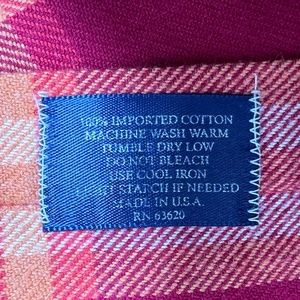 100% IMPORTED COTTON
MACHINE WASH WARM
TUMBLE DRY LOW
DO NOT BLEACH
USE COOL IRON
LIGHT STARCH IF NEEDED
MADE IN U.S.A.
RN 63620